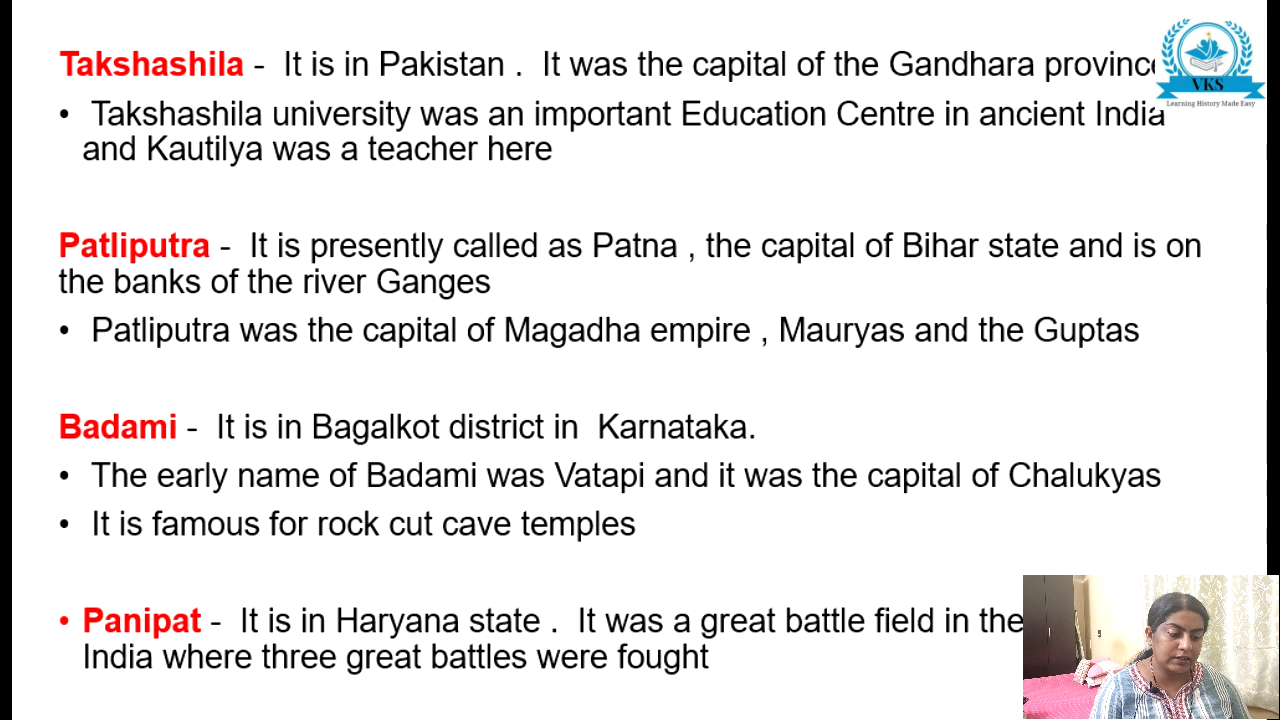 Takshashila - It is in Pakistan . It was the capital of the Gandhara province
• Takshashila university was an important Education Centre in ancient India
and Kautilya was a teacher here
Patliputra - It is presently called as Patna , the capital of Bihar state and is on
the banks of the river Ganges
• Patliputra was the capital of Magadha empire , Mauryas and the Guptas
Badami - It is in Bagalkot district in Karnataka.
• The early name of Badami was Vatapi and it was the capital of Chalukyas
• It is famous for rock cut cave temples
• Panipat - It is in Haryana state . It was a great battle field in the
India where three great battles were fought
VKS
Learning History Made Easy